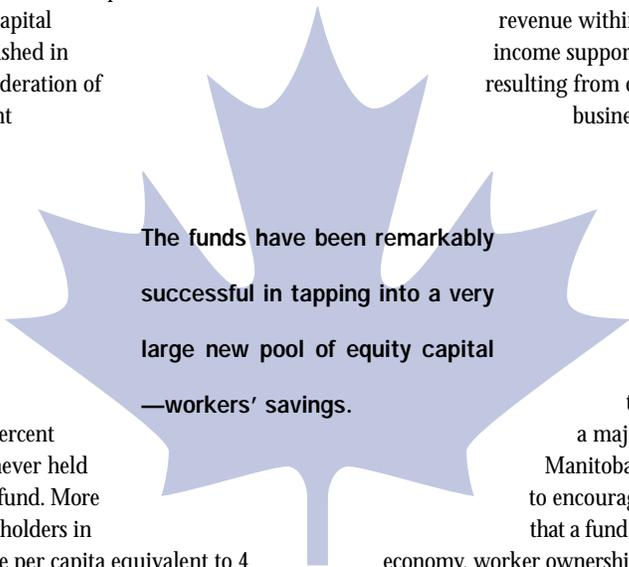 apital
shed in
deration of
nt
revenue within
income suppor
resulting from
busine
The funds have been remarkably
successful in tapping into a very
large new pool of equity capital
—workers’ savings.
ercent
never held
fund. More
holders in
e per capita equivalent to 4
a maj
Manitoba
to encourag
that a fund
economy, worker ownershi